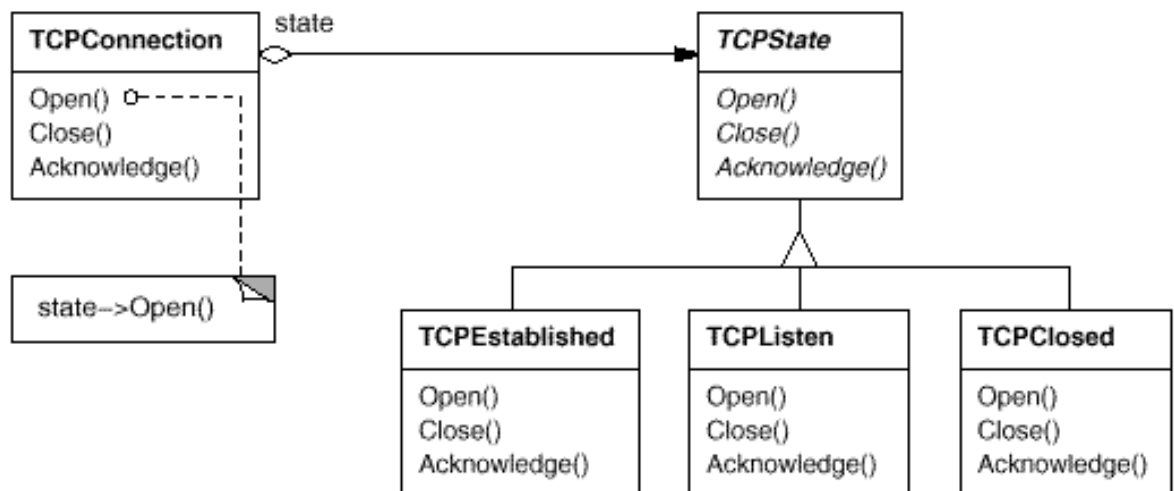 state
TCPConnection
Open()
Close()
Acknowledge()
state–>Open()
TCPState
Open()
Close()
Acknowledge()
TCPEstablished
Open()
Close()
Acknowledge()
TCPListen
Open()
Close()
Acknowledge()
TCPClosed
Open()
Close()
Acknowledge()